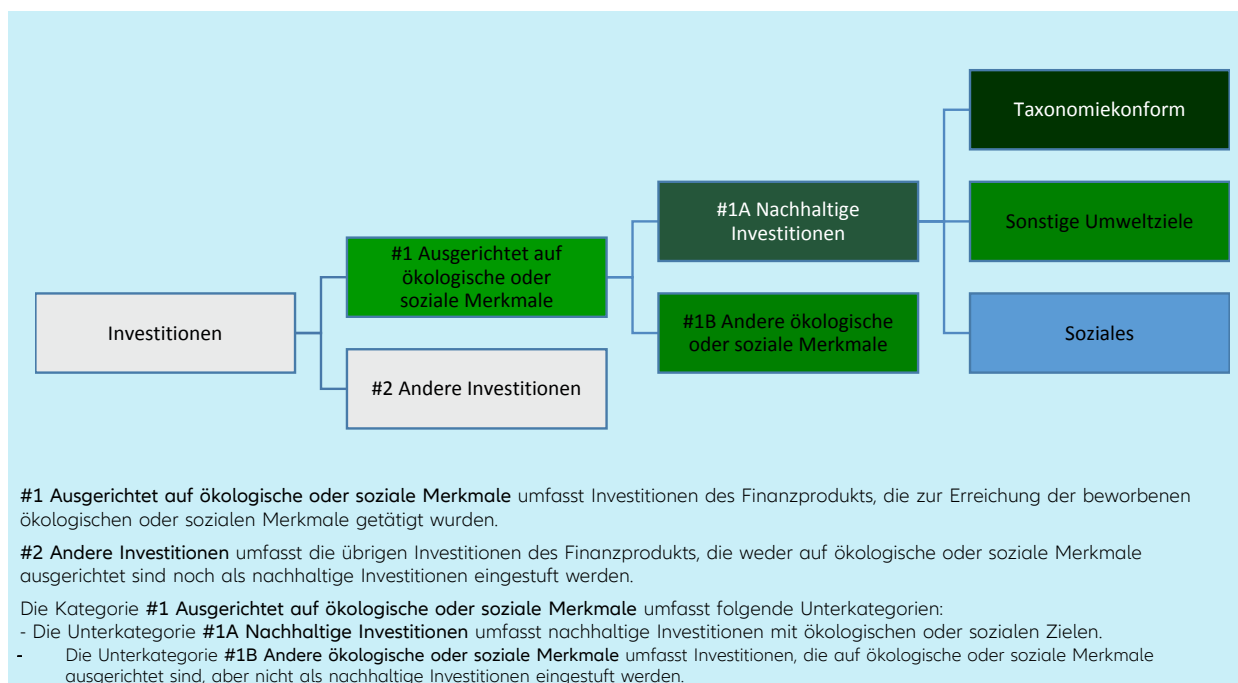 Taxonomiekonform
#1A Nachhaltige
Investitionen
Sonstige Umweltziele
#1 Ausgerichtet auf
ökologische oder
soziale Merkmale
Investitionen
#1B Andere ökologische
oder soziale Merkmale
Soziales
#2 Andere Investitionen
#1 Ausgerichtet auf ökologische oder soziale Merkmale umfasst Investitionen des Finanzprodukts, die zur Erreichung der beworbenen
ökologischen oder sozialen Merkmale getätigt wurden.
#2 Andere Investitionen umfasst die übrigen Investitionen des Finanzprodukts, die weder auf ökologische oder soziale Merkmale
ausgerichtet sind noch als nachhaltige Investitionen eingestuft werden.
Die Kategorie #1 Ausgerichtet auf ökologische oder soziale Merkmale umfasst folgende Unterkategorien:
- Die Unterkategorie #1A Nachhaltige Investitionen umfasst nachhaltige Investitionen mit ökologischen oder sozialen Zielen.
- Die Unterkategorie #1B Andere ökologische oder soziale Merkmale umfasst Investitionen, die auf ökologische oder soziale Merkmale
ausgerichtet sind, aber nicht als nachhaltige Investitionen eingestuft werden.